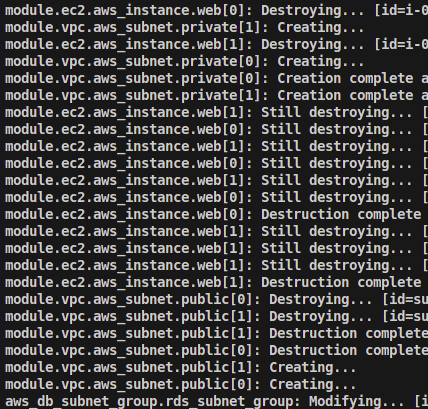 module.ec2.aws_instance.web[0]: Destroying... [id=i-0
module.vpc.aws_subnet.private[1]: Creating...
module.ec2.aws_instance.web[1]: Destroying... [id=i-0
module.vpc.aws_subnet.private[0]: Creating...
module.vpc.aws_subnet.private[0]: Creation complete a
module.vpc.aws_subnet.private[1]: Creation complete a
module.ec2.aws_instance.web[1]: Still destroying... [
module.ec2.aws_instance.web[0]: Still destroying... [
module.ec2.aws_instance.web[1]: Still destroying... [
module.ec2.aws_instance.web[0]: Still destroying... [
module.ec2.aws_instance.web[1]: Still destroying... [
module.ec2.aws_instance.web[0]: Still destroying... [
module.ec2.aws_instance.web[0]: Destruction complete
module.ec2.aws_instance.web[1]: Still destroying... [
module.ec2.aws_instance.web[1]: Still destroying... [
module.ec2.aws_instance.web[1]: Still destroying... [
module.ec2.aws_instance.web[1]: Destruction complete
module.vpc.aws_subnet.public[0]: Destroying... [id=su
module.vpc.aws_subnet.public[1]: Destroying... [id=su
module.vpc.aws_subnet.public[1]: Destruction complete
module.vpc.aws_subnet.public[0]: Destruction complete
module.vpc.aws_subnet.public[1]: Creating...
module.vpc.aws_subnet.public[0]: Creating...
aws_db_subnet_group.rds_subnet_group: Modifying... [i